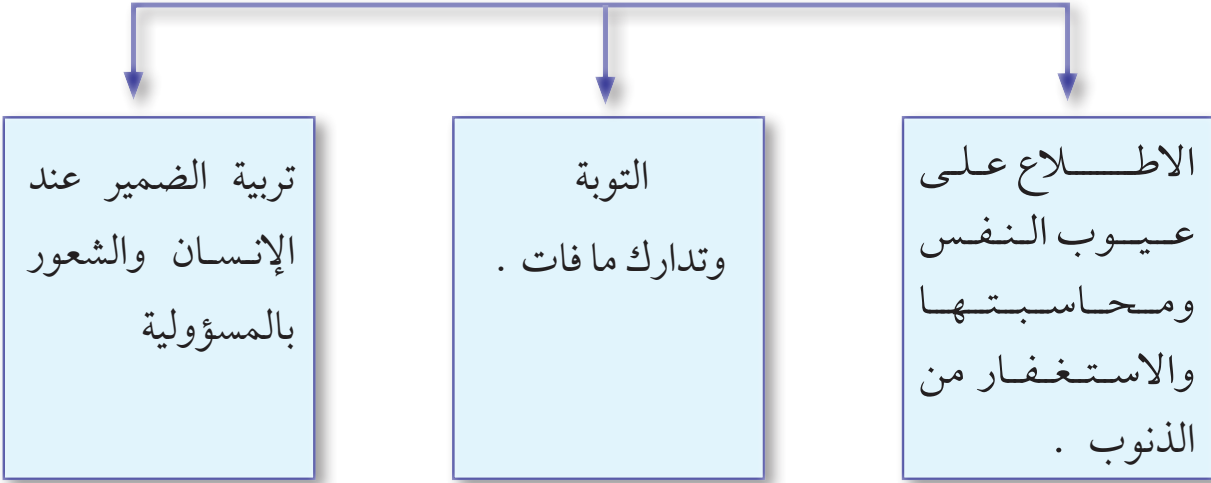 الاطلاع على
عيوب النفس
ومحاسبتها
والاستغفار من
الذنوب .
التوبة
وتدارك ما فات .
تربية الضمير عند
الإنسان والشعور
بالمسؤولية